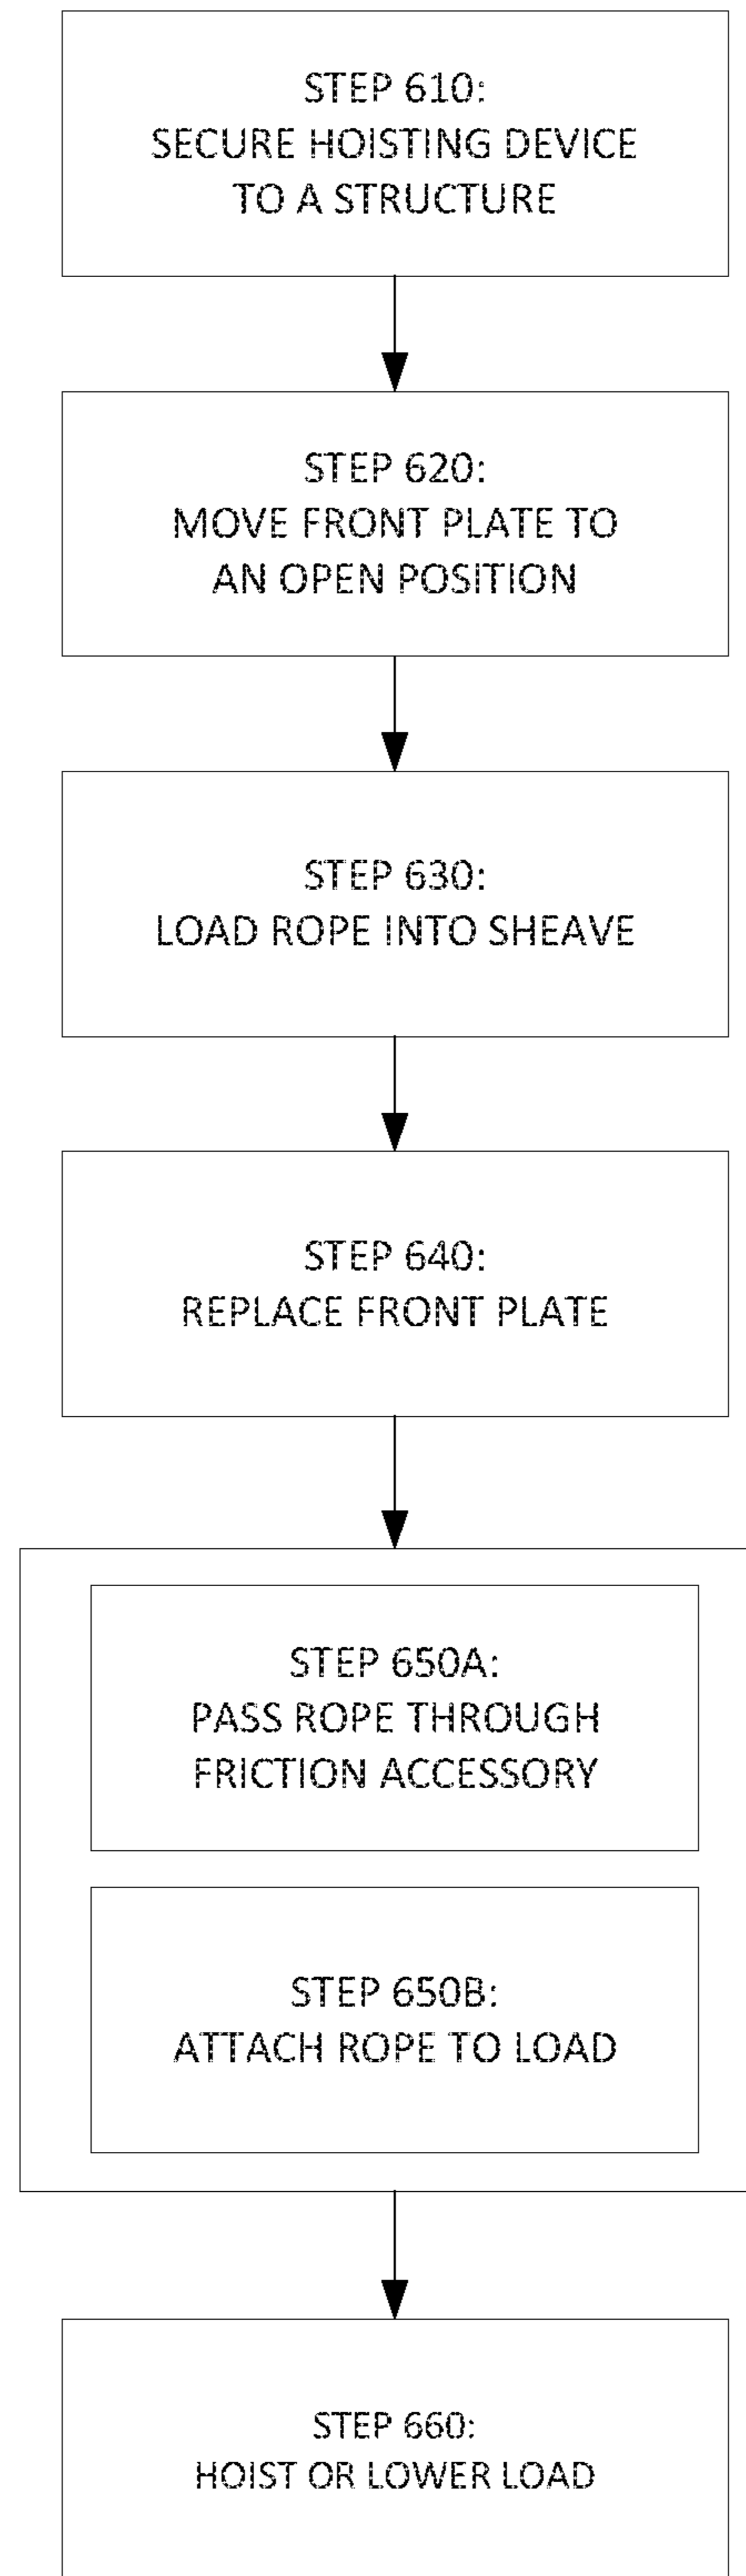 STEP 610:
SECURE HOISTING DEVICE
TO A STRUCTURE
STEP 620:
MOVE FRONT PLATE TO
AN OPEN POSITION
STEP 630:
LOAD ROPE INTO SHEAVE
STEP 640:
REPLACE FRONT PLATE
STEP 650A:
PASS ROPE THROUGH
FRICTION ACCESSORY
STEP 650B:
ATTACH ROPE TO LOAD
STEP 660:
HOIST OR LOWER LOAD